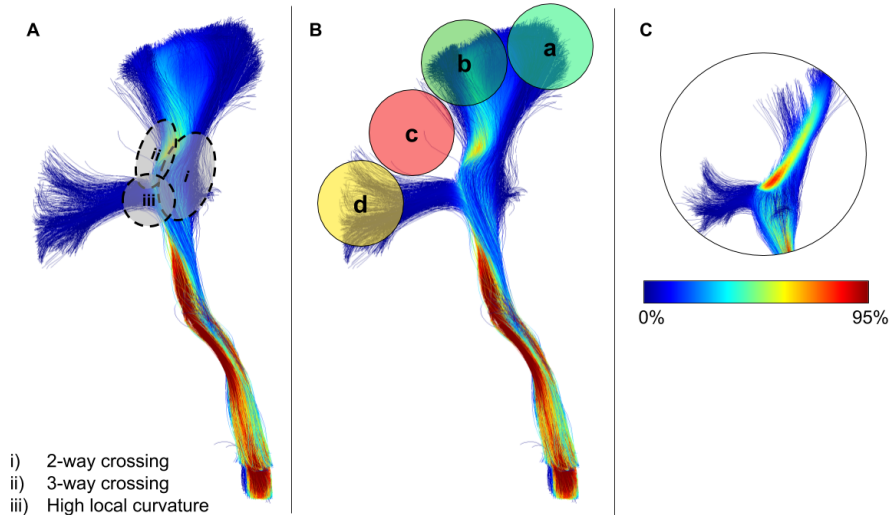 A
B
C
a
b
c
d
ii
i
iii
0%
95%
i) 2-way crossing
ii) 3-way crossing
iii) High local curvature